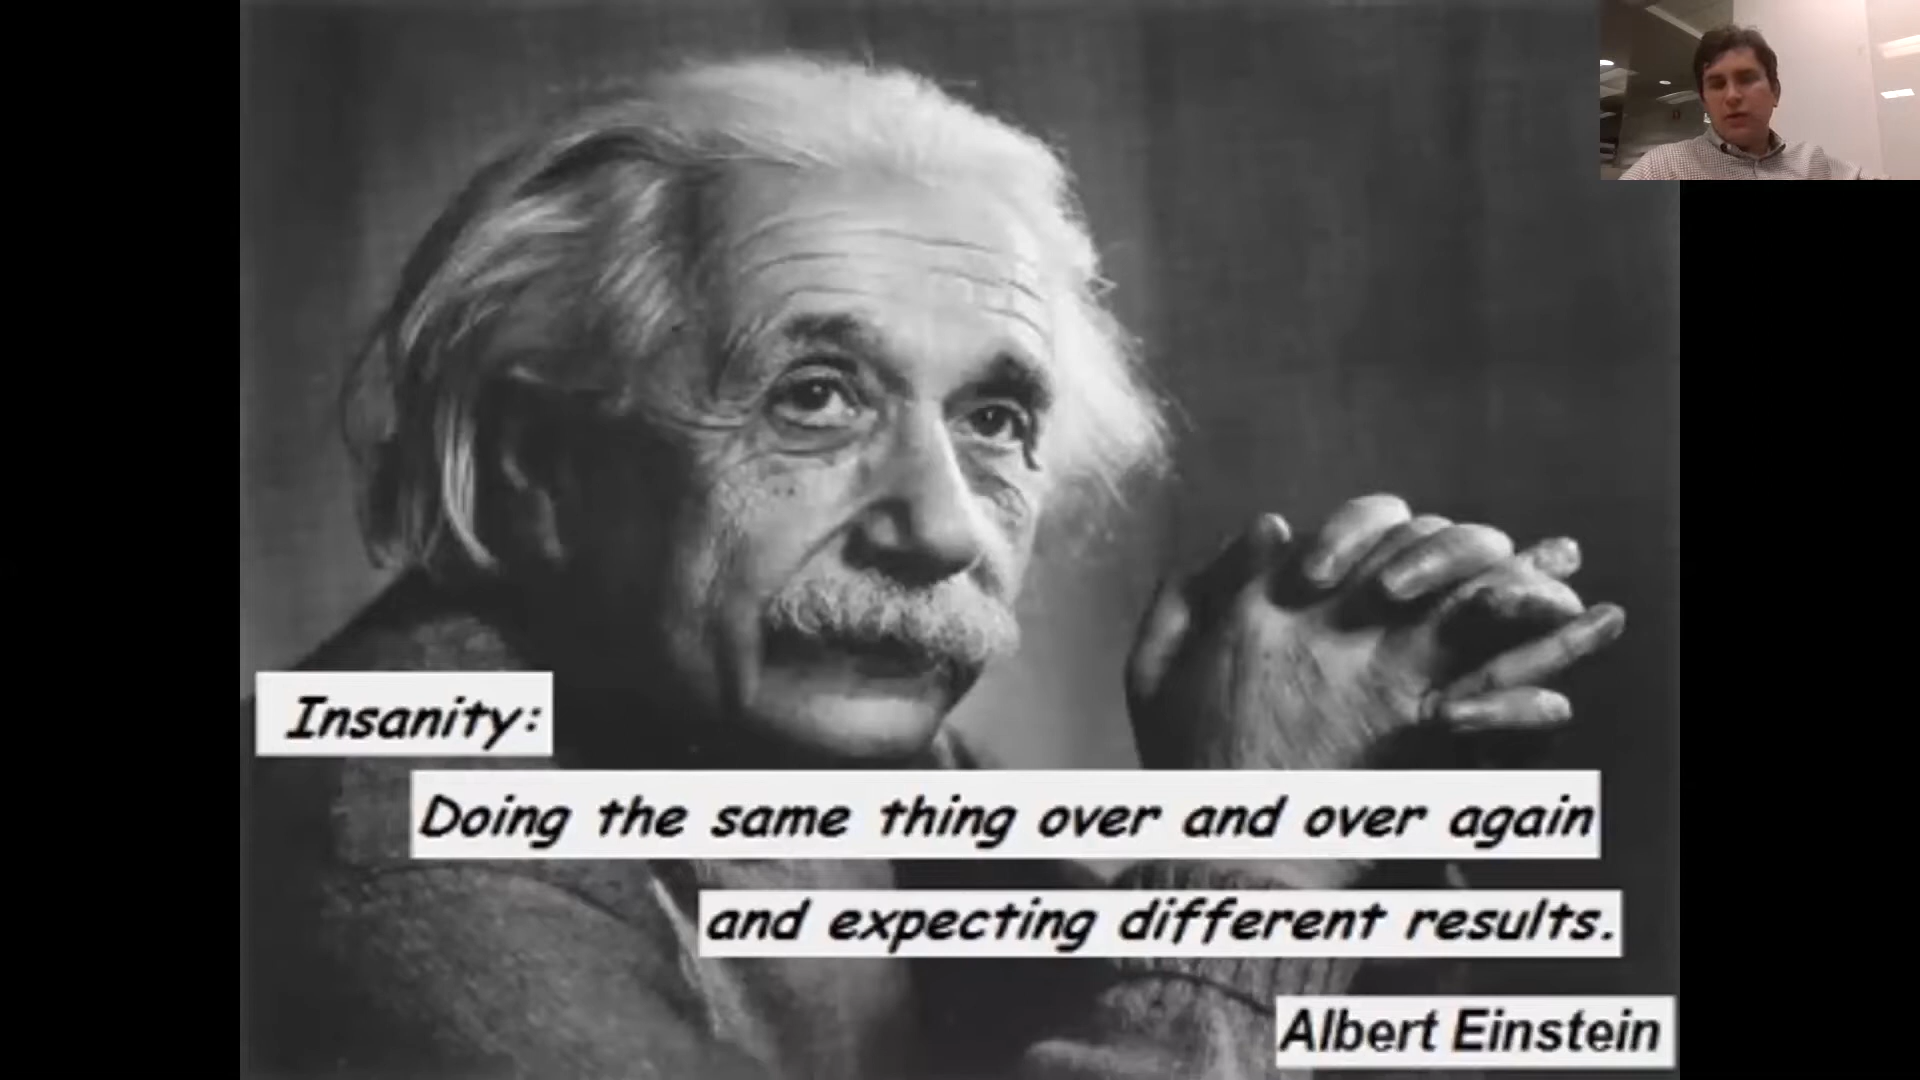 Insanity:
Doing the same thing over and over again
and expecting different results.
Albert Einstein